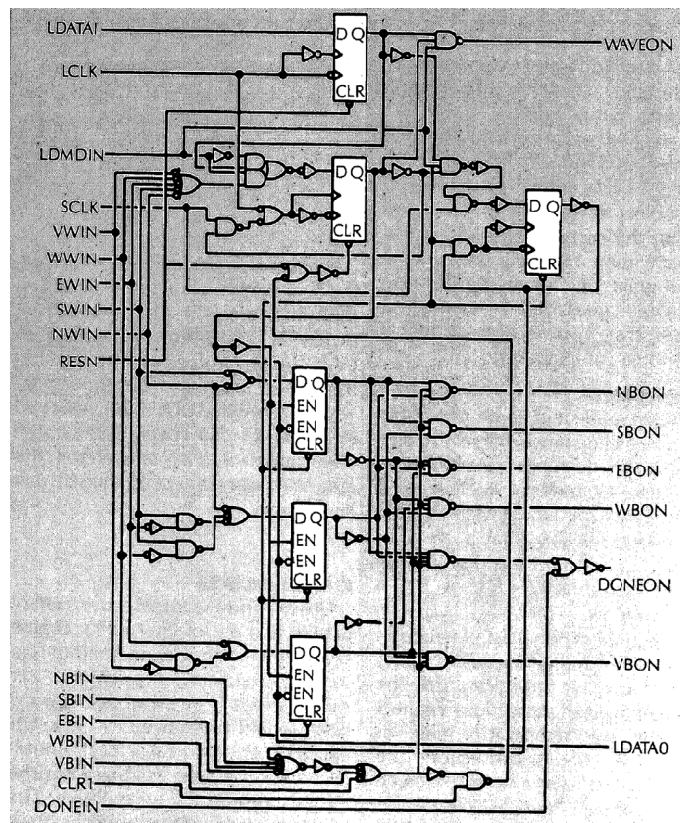 LDATAI
D Q
WAVEON
LCLK
CLR
LDMDIN
D Q
SCLK
D Q
VWIN
CLR
WWIN
EWIN
CLR
SWIN
NWIN
RESN
D Q
NBON
EN
EN
SBON
CLR
EBON
WBON
D Q
EN
EN
DONEON
CLR
D Q
VBON
EN
NBIN
EN
SBIN
CLR
EBIN
LDATA0
WBIN
VBIN
CLR1
DONEIN